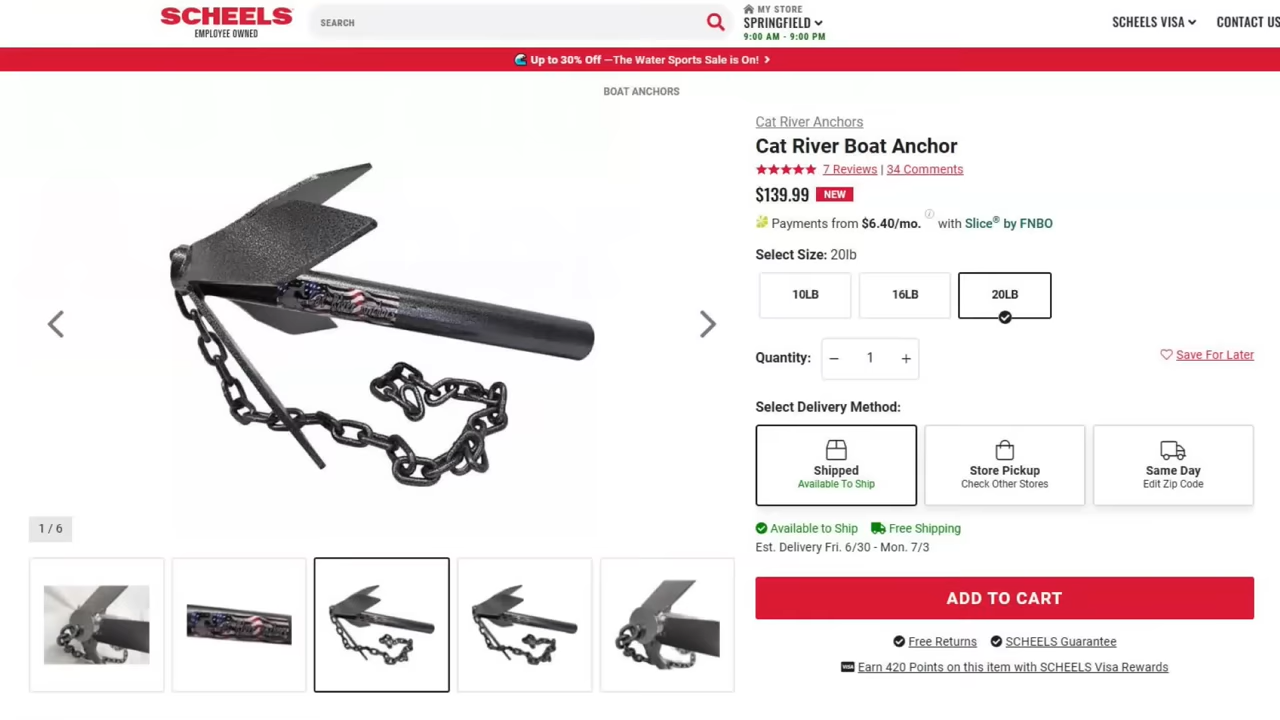 SCHEELS
EMPLOYEE OWNED
SEARCH
MY STORE
SPRINGFIELD
9:00 AM - 9:00 PM
SCHEELS VISA
CONTACT US
Up to 30% Off —The Water Sports Sale is On!
BOAT ANCHORS
Cat River Anchors
Cat River Boat Anchor
7 Reviews | 34 Comments
$139.99 NEW
Payments from $6.40/mo. with Slice® by FNBO
Select Size: 20lb
10LB
16LB
20LB
Quantity: − 1 +
Save For Later
Select Delivery Method:
Shipped
Available To Ship
Store Pickup
Check Other Stores
Same Day
Edit Zip Code
1 / 6
Available to Ship Free Shipping
Est. Delivery Fri. 6/30 - Mon. 7/3
ADD TO CART
Free Returns SCHEELS Guarantee
VISA Earn 420 Points on this item with SCHEELS Visa Rewards